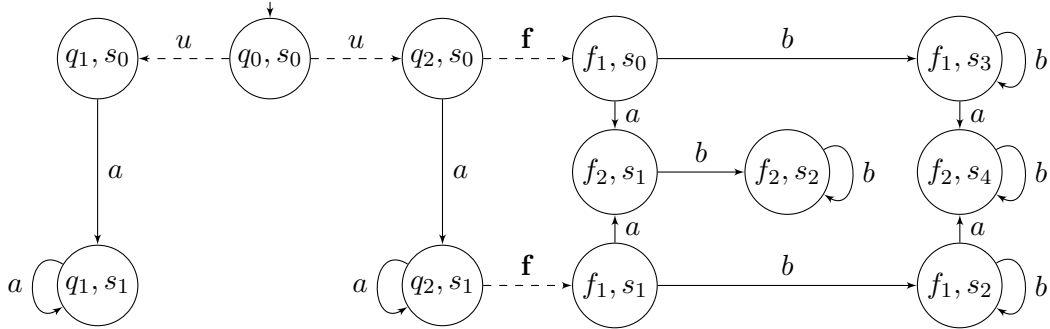 u u f b
q1, s0 q0, s0 q2, s0 f1, s0 f1, s3 b
a a
a a b f2, s1 f2, s2 b f2, s4 b
a a
f b
a q1, s1 a q2, s1 f1, s1 f1, s2 b